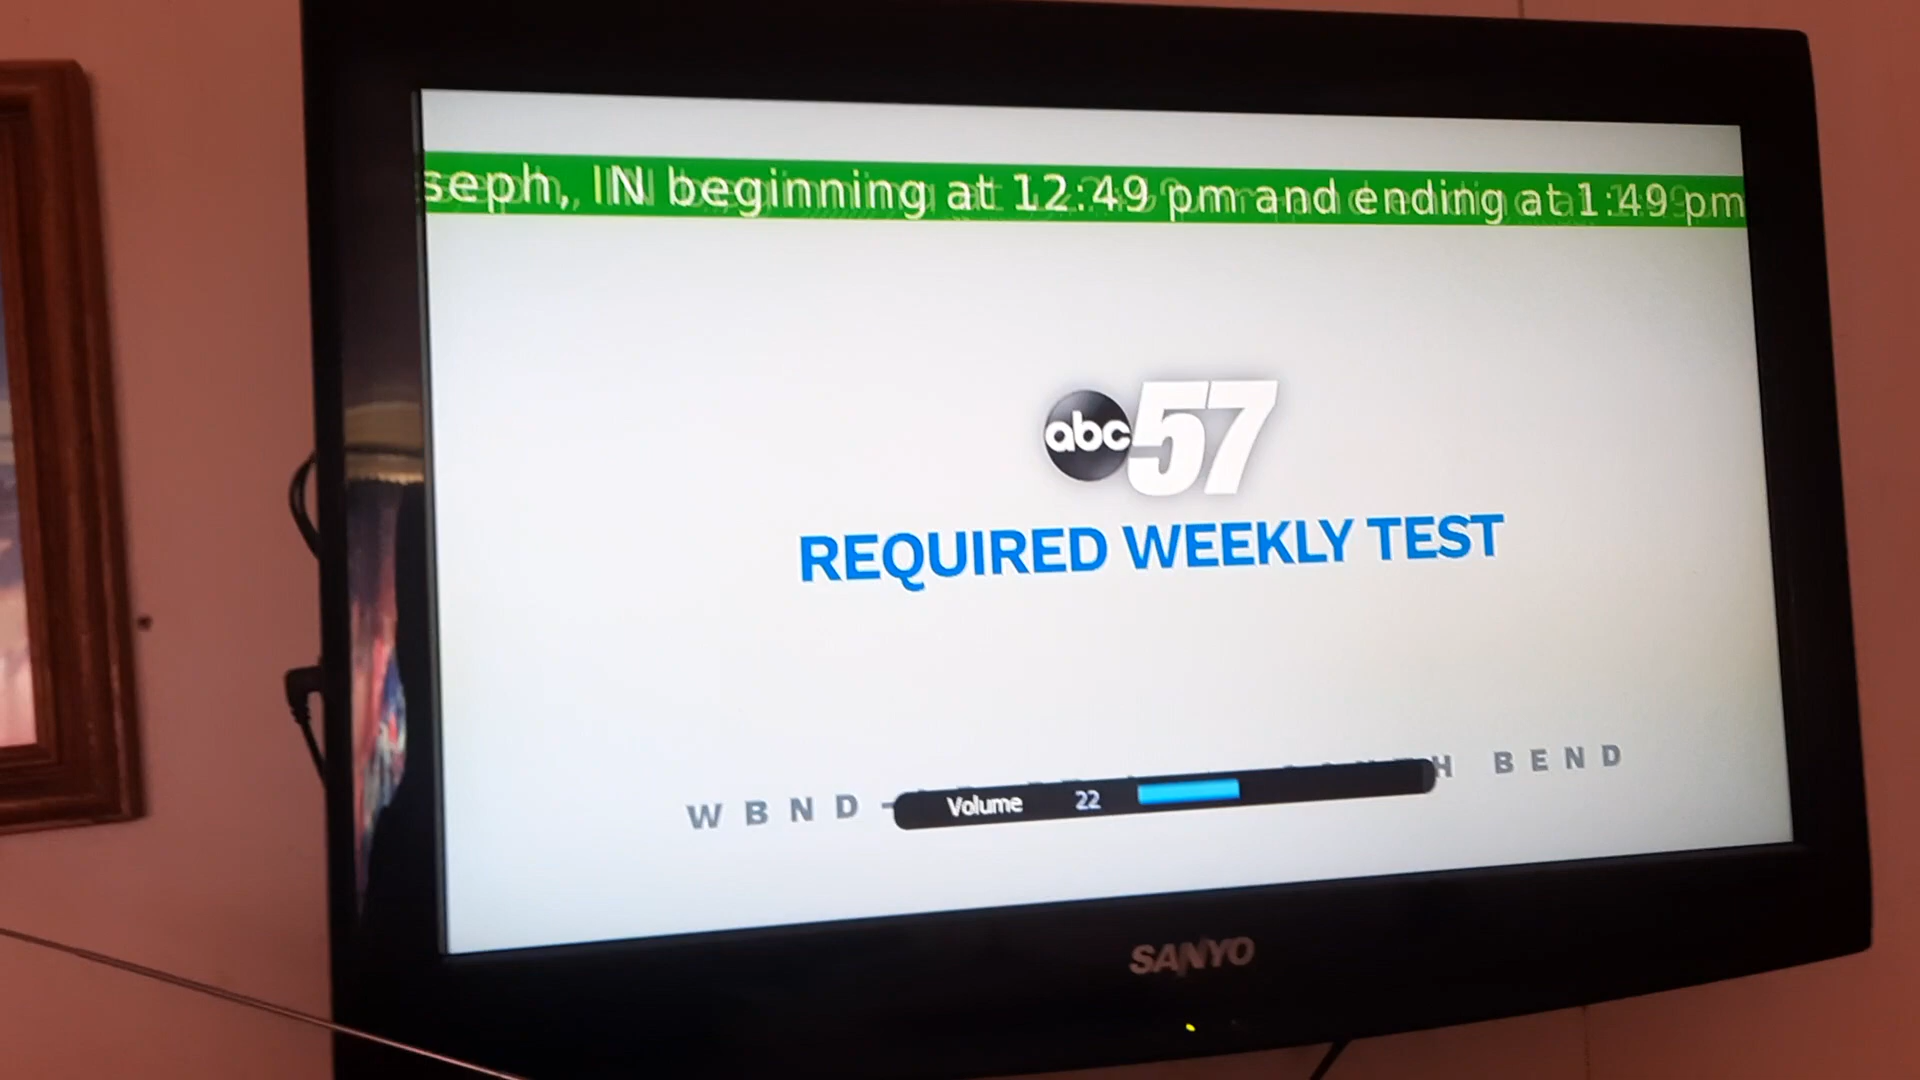 seph, IN beginning at 12:49 pm and ending at 1:49 pm
abc 57
REQUIRED WEEKLY TEST
WBND - BEND
Volume 22
SANYO